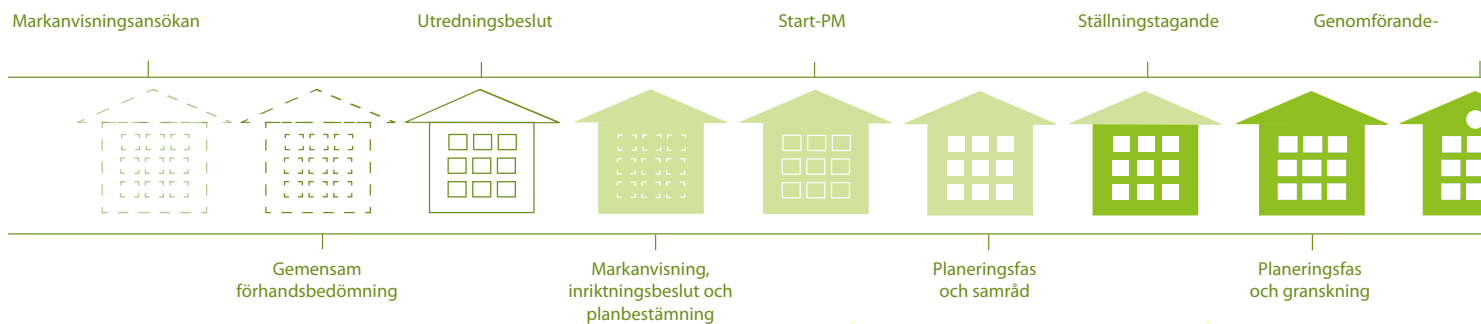 Markanvisningsansökan
Utredningsbeslut
Start-PM
Ställningstagande
Genomförande-
Gemensam
förhandsbedömning
Markanvisning,
inriktningsbeslut och
planbestämning
Planeringsfas
och samråd
Planeringsfas
och granskning